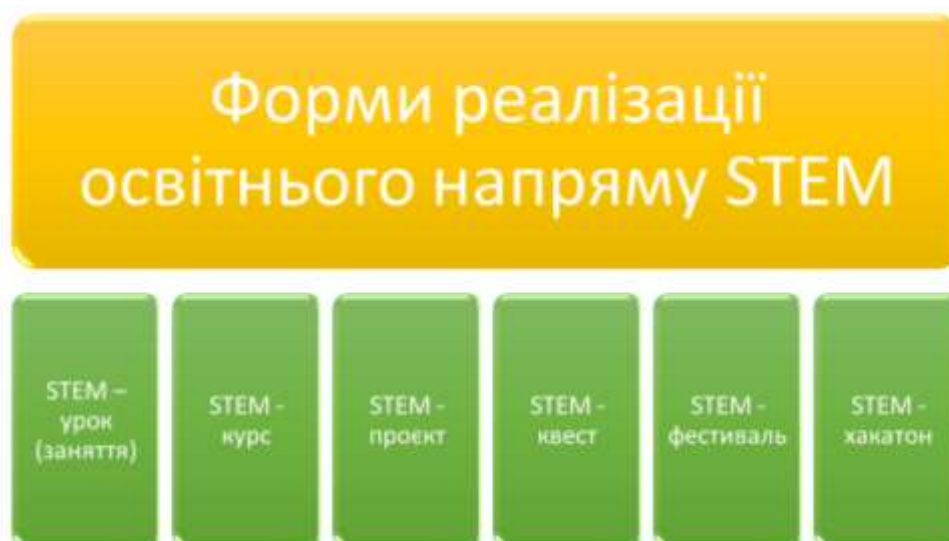 Форми реалізації
освітнього напряму STEM
STEM –
урок
(заняття)
STEM -
курс
STEM -
проєкт
STEM -
квест
STEM -
фестиваль
STEM -
хакатон